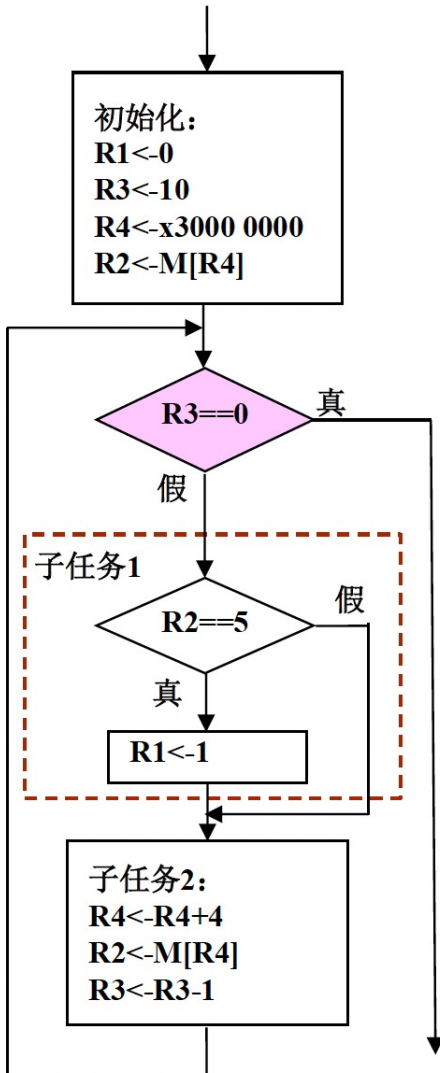 初始化：
R1<-0
R3<-10
R4<-x3000 0000
R2<-M[R4]
R3==0
真
假
子任务1
R2==5
假
真
R1<-1
子任务2：
R4<-R4+4
R2<-M[R4]
R3<-R3-1